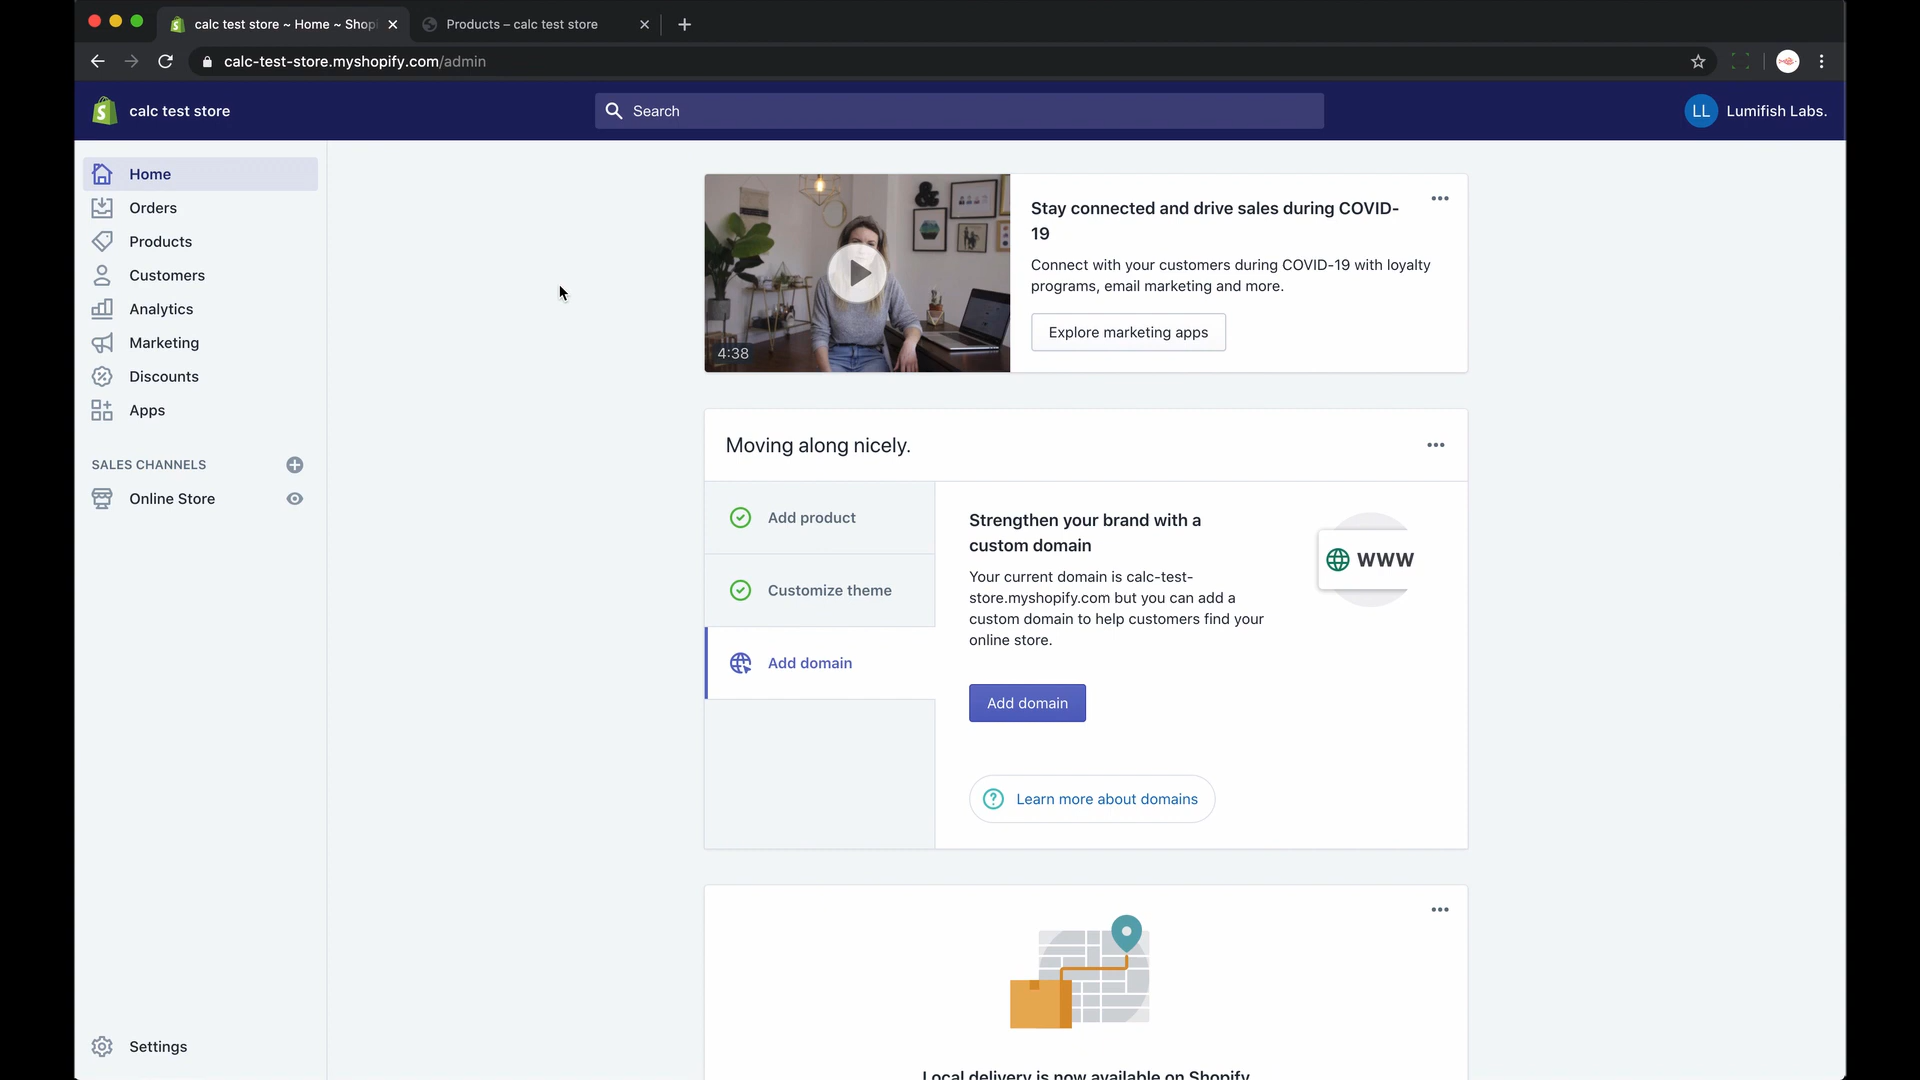 calc test store ~ Home ~ Shop
Products – calc test store
calc-test-store.myshopify.com/admin
calc test store
Search
LL
Lumifish Labs.
Home
Orders
Products
Customers
Analytics
Marketing
Discounts
Apps
SALES CHANNELS
Online Store
Settings
4:38
Stay connected and drive sales during COVID-
19
Connect with your customers during COVID-19 with loyalty
programs, email marketing and more.
Explore marketing apps
Moving along nicely.
Add product
Customize theme
Add domain
Strengthen your brand with a
custom domain
Your current domain is calc-test-
store.myshopify.com but you can add a
custom domain to help customers find your
online store.
WWW
Add domain
Learn more about domains
Local delivery is now available on Shopify